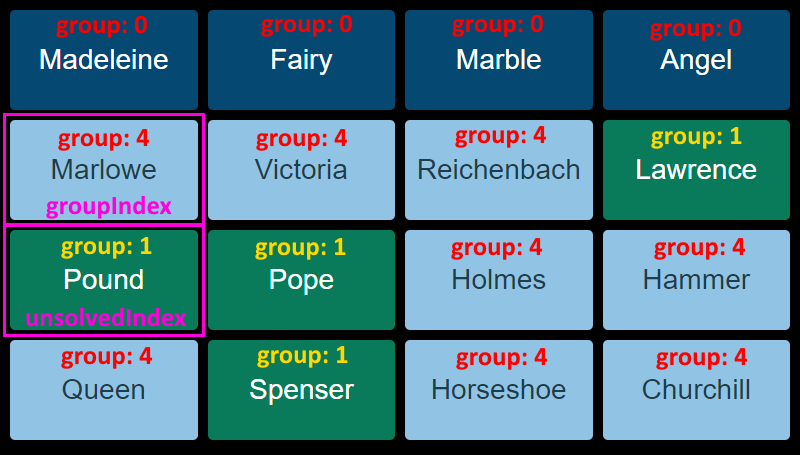 group: 0 group: 0 group: 0 group: 0
Madeleine Fairy Marble Angel
group: 4 group: 4 group: 4 group: 1
Marlowe Victoria Reichenbach Lawrence
groupIndex
group: 1 group: 1 group: 4 group: 4
Pound Pope Holmes Hammer
unsolvedIndex
group: 4 group: 1 group: 4 group: 4
Queen Spenser Horseshoe Churchill